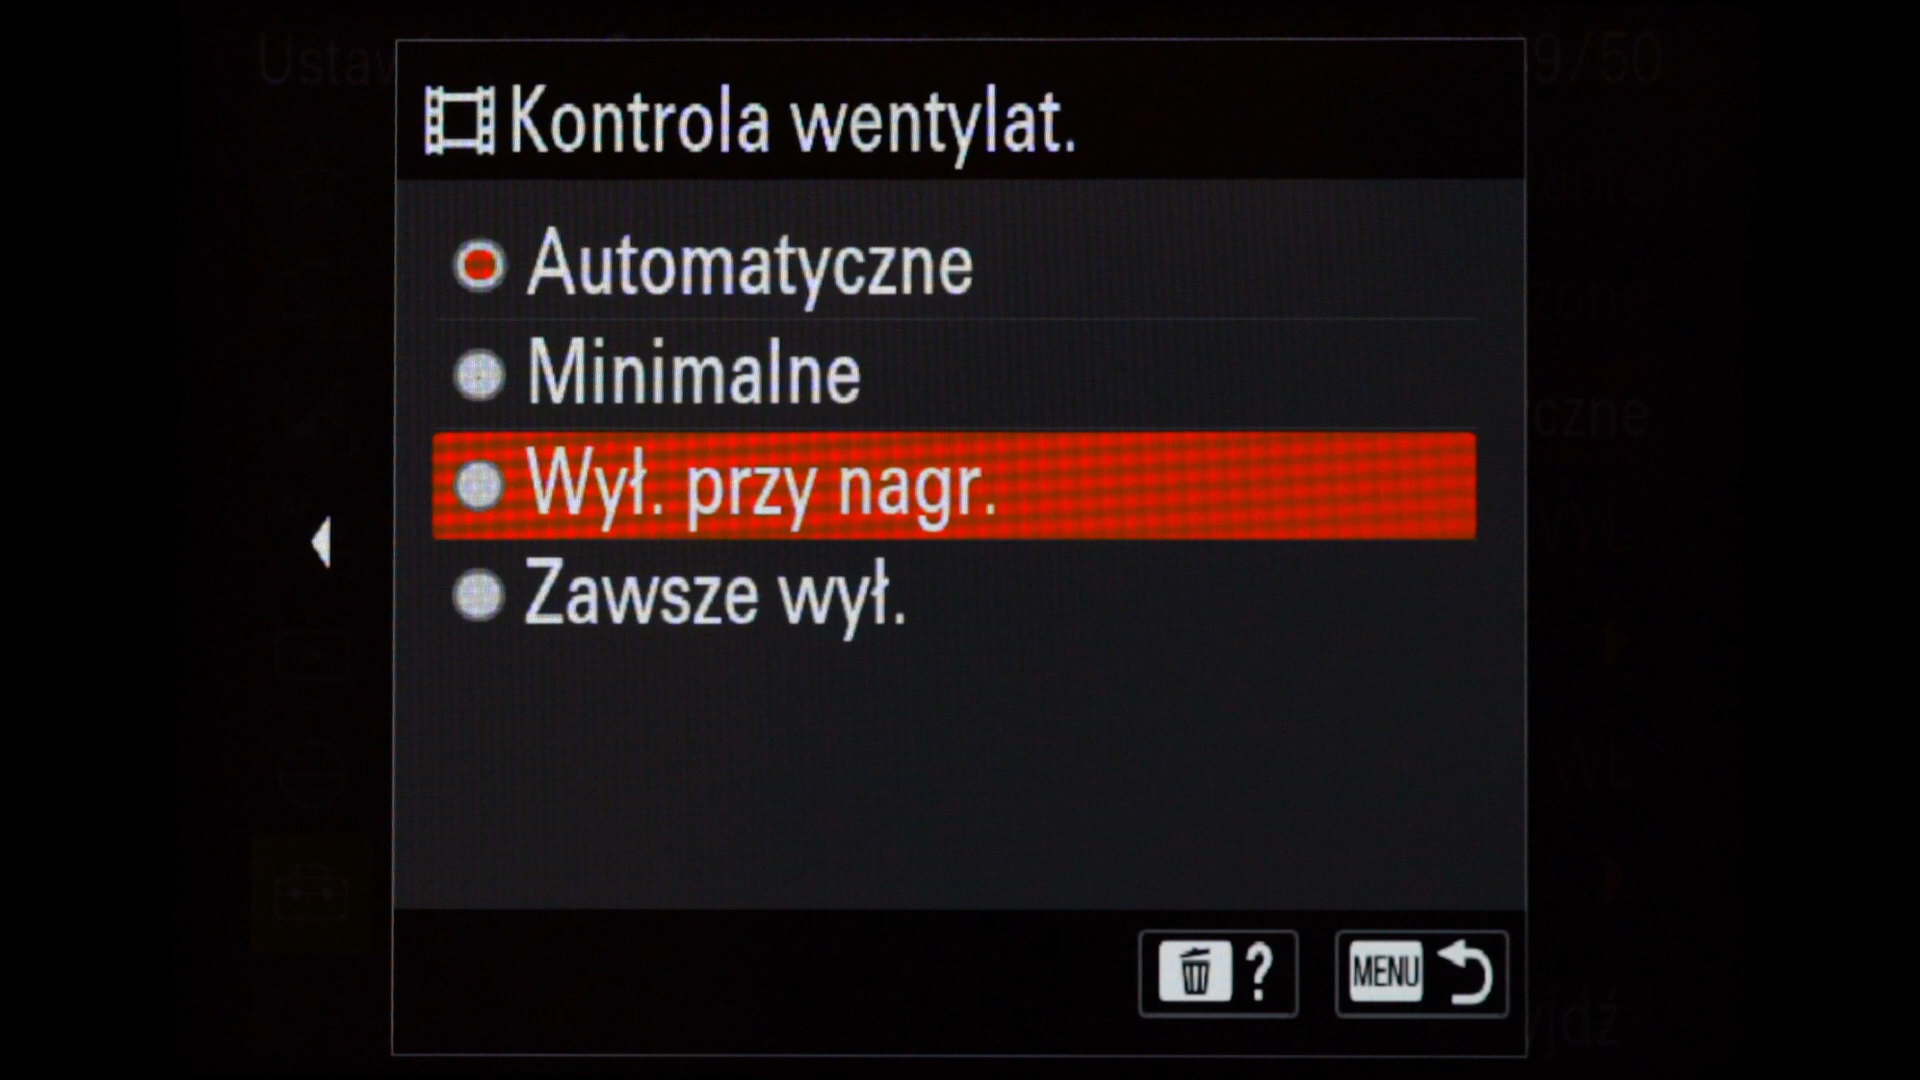 Kontrola wentylat.
Automatyczne
Minimalne
Wył. przy nagr.
Zawsze wył.
?
MENU